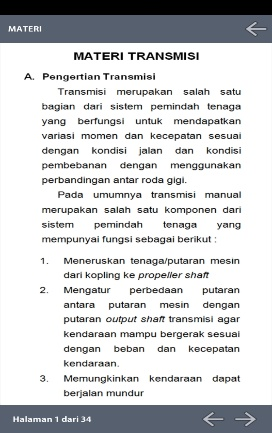 MATERI
MATERI TRANSMISI
A. Pengertian Transmisi
Transmisi merupakan salah satu
bagian dari sistem pemindah tenaga
yang berfungsi untuk mendapatkan
variasi momen dan kecepatan sesuai
dengan kondisi jalan dan kondisi
pembebanan dengan menggunakan
perbandingan antar roda gigi.
Pada umumnya transmisi manual
merupakan salah satu komponen dari
sistem pemindah tenaga yang
mempunyai fungsi sebagai berikut :
1. Meneruskan tenaga/putaran mesin
dari kopling ke propeller shaft
2. Mengatur perbedaan putaran
antara putaran mesin dengan
putaran output shaft transmisi agar
kendaraan mampu bergerak sesuai
dengan beban dan kecepatan
kendaraan.
3. Memungkinkan kendaraan dapat
berjalan mundur
Halaman 1 dari 34